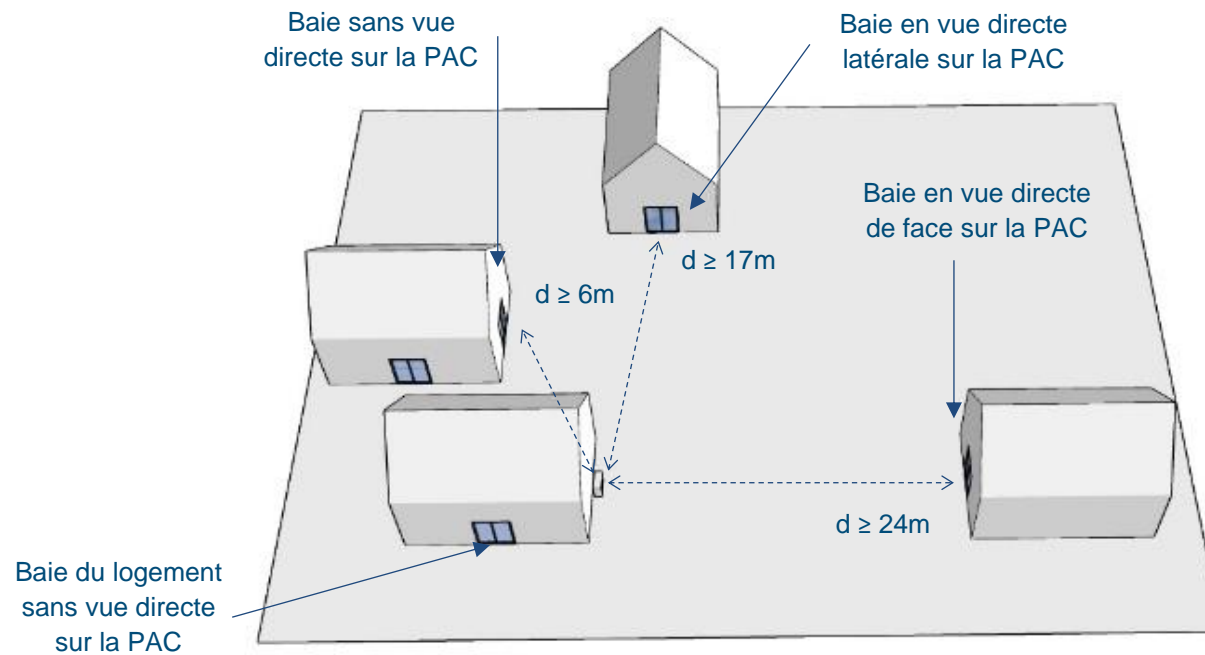 Baie sans vue
directe sur la PAC
Baie en vue directe
latérale sur la PAC
Baie en vue directe
de face sur la PAC
d ≥ 17m
d ≥ 6m
d ≥ 24m
Baie du logement
sans vue directe
sur la PAC